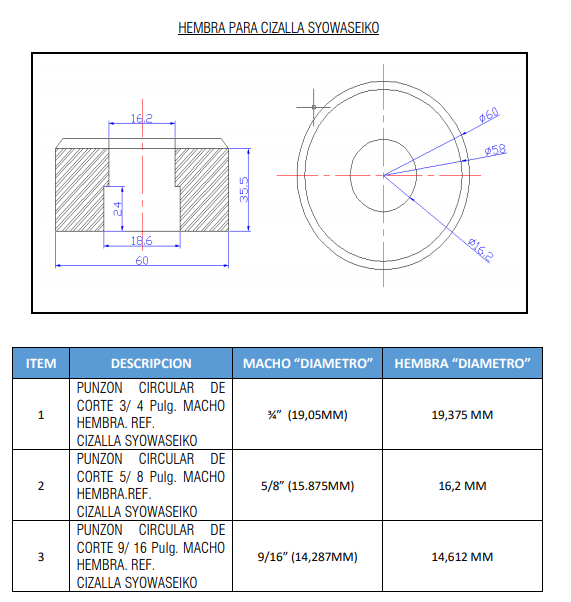 HEMBRA PARA CIZALLA SYOWASEIKO
16.2
24
35.5
18.6
60
Ø60
Ø58
Ø16.2
ITEM DESCRIPCION MACHO “DIAMETRO” HEMBRA “DIAMETRO”
1
PUNZON CIRCULAR DE
CORTE 3/ 4 Pulg. MACHO
HEMBRA. REF.
CIZALLA SYOWASEIKO
¾” (19,05MM)
19,375 MM
2
PUNZON CIRCULAR DE
CORTE 5/ 8 Pulg. MACHO
HEMBRA.REF.
CIZALLA SYOWASEIKO
5/8” (15.875MM)
16,2 MM
3
PUNZON CIRCULAR DE
CORTE 9/ 16 Pulg. MACHO
HEMBRA. REF.
CIZALLA SYOWASEIKO
9/16” (14,287MM)
14,612 MM